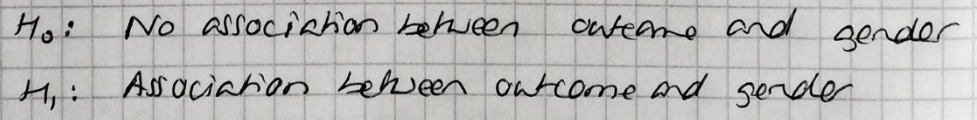 H₀: No association between outcome and gender
H₁: Association between outcome and gender